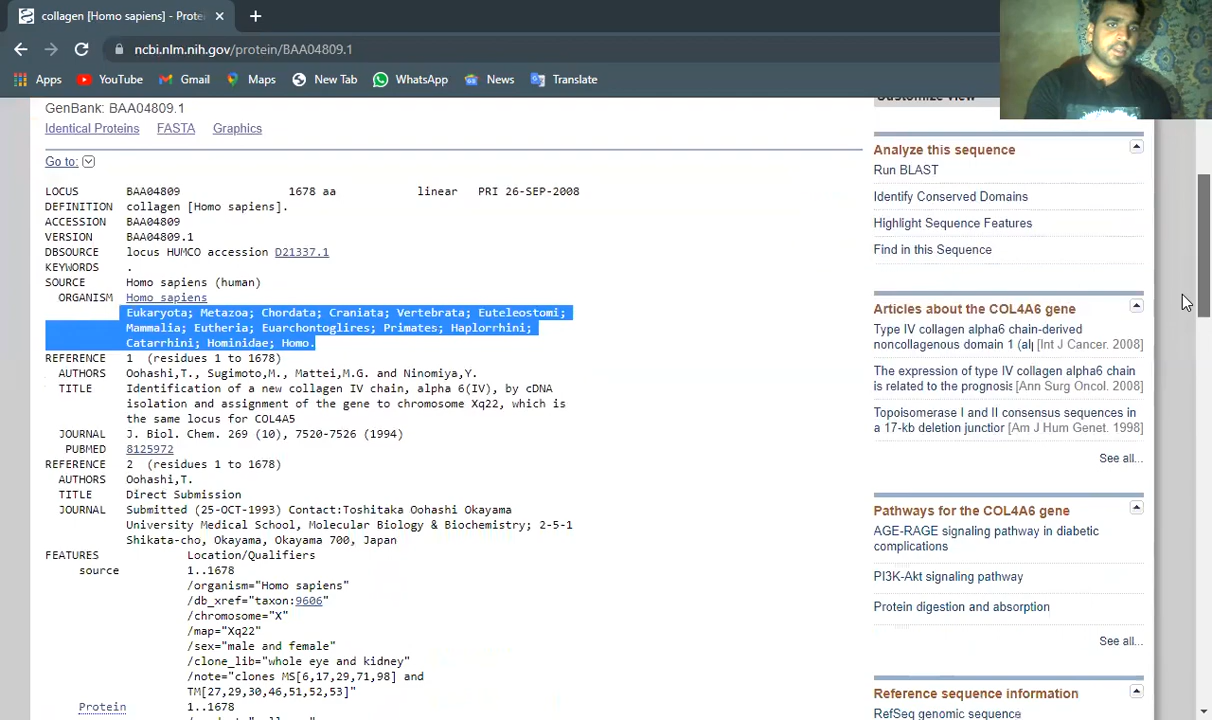 collagen [Homo sapiens] - Prote
ncbi.nlm.nih.gov/protein/BAA04809.1
Apps YouTube Gmail Maps New Tab WhatsApp News Translate
GenBank: BAA04809.1
Identical Proteins FASTA Graphics
Go to:
LOCUS BAA04809 1678 aa linear PRI 26-SEP-2008
DEFINITION collagen [Homo sapiens].
ACCESSION BAA04809
VERSION BAA04809.1
DBSOURCE locus HUMCO accession D21337.1
KEYWORDS .
SOURCE Homo sapiens (human)
ORGANISM Homo sapiens
Eukaryota; Metazoa; Chordata; Craniata; Vertebrata; Euteleostomi;
Mammalia; Eutheria; Euarchontoglires; Primates; Haplorrhini;
Catarrhini; Hominidae; Homo.
REFERENCE 1 (residues 1 to 1678)
AUTHORS Oohashi,T., Sugimoto,M., Mattei,M.G. and Ninomiya,Y.
TITLE Identification of a new collagen IV chain, alpha 6(IV), by cDNA
isolation and assignment of the gene to chromosome Xq22, which is
the same locus for COL4A5
JOURNAL J. Biol. Chem. 269 (10), 7520-7526 (1994)
PUBMED 8125972
REFERENCE 2 (residues 1 to 1678)
AUTHORS Oohashi,T.
TITLE Direct Submission
JOURNAL Submitted (25-OCT-1993) Contact:Toshitaka Oohashi Okayama
University Medical School, Molecular Biology & Biochemistry; 2-5-1
Shikata-cho, Okayama, Okayama 700, Japan
FEATURES Location/Qualifiers
source 1..1678
/organism="Homo sapiens"
/db_xref="taxon:9606"
/chromosome="X"
/map="Xq22"
/sex="male and female"
/clone_lib="whole eye and kidney"
/note="clones MS[6,17,29,71,98] and
TM[27,29,30,46,51,52,53]"
Protein 1..1678
Customize view
Analyze this sequence
Run BLAST
Identify Conserved Domains
Highlight Sequence Features
Find in this Sequence
Articles about the COL4A6 gene
Type IV collagen alpha6 chain-derived
noncollagenous domain 1 (α [Int J Cancer. 2008]
The expression of type IV collagen alpha6 chain
is related to the prognosis [Ann Surg Oncol. 2008]
Topoisomerase I and II consensus sequences in
a 17-kb deletion junction [Am J Hum Genet. 1998]
See all...
Pathways for the COL4A6 gene
AGE-RAGE signaling pathway in diabetic
complications
PI3K-Akt signaling pathway
Protein digestion and absorption
See all...
Reference sequence information
RefSeq genomic sequence